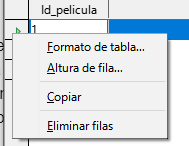 Id_pelicula
1
Formato de tabla...
Altura de fila...
Copiar
Eliminar filas